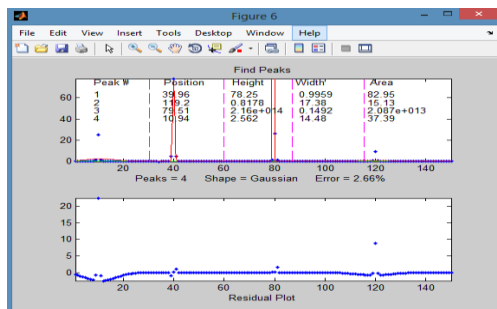 Figure 6
File Edit View Insert Tools Desktop Window Help
Find Peaks
Peak # Position Height Width' Area
1 39.96 78.25 0.9959 82.95
2 119.2 0.8178 17.38 15.13
3 79.51 2.16e+014 0.1492 2.087e+013
4 10.94 2.562 14.48 37.39
60
40
20
0
20 40 60 80 100 120 140
Peaks = 4 Shape = Gaussian Error = 2.66%
20
15
10
5
0
20 40 60 80 100 120 140
Residual Plot